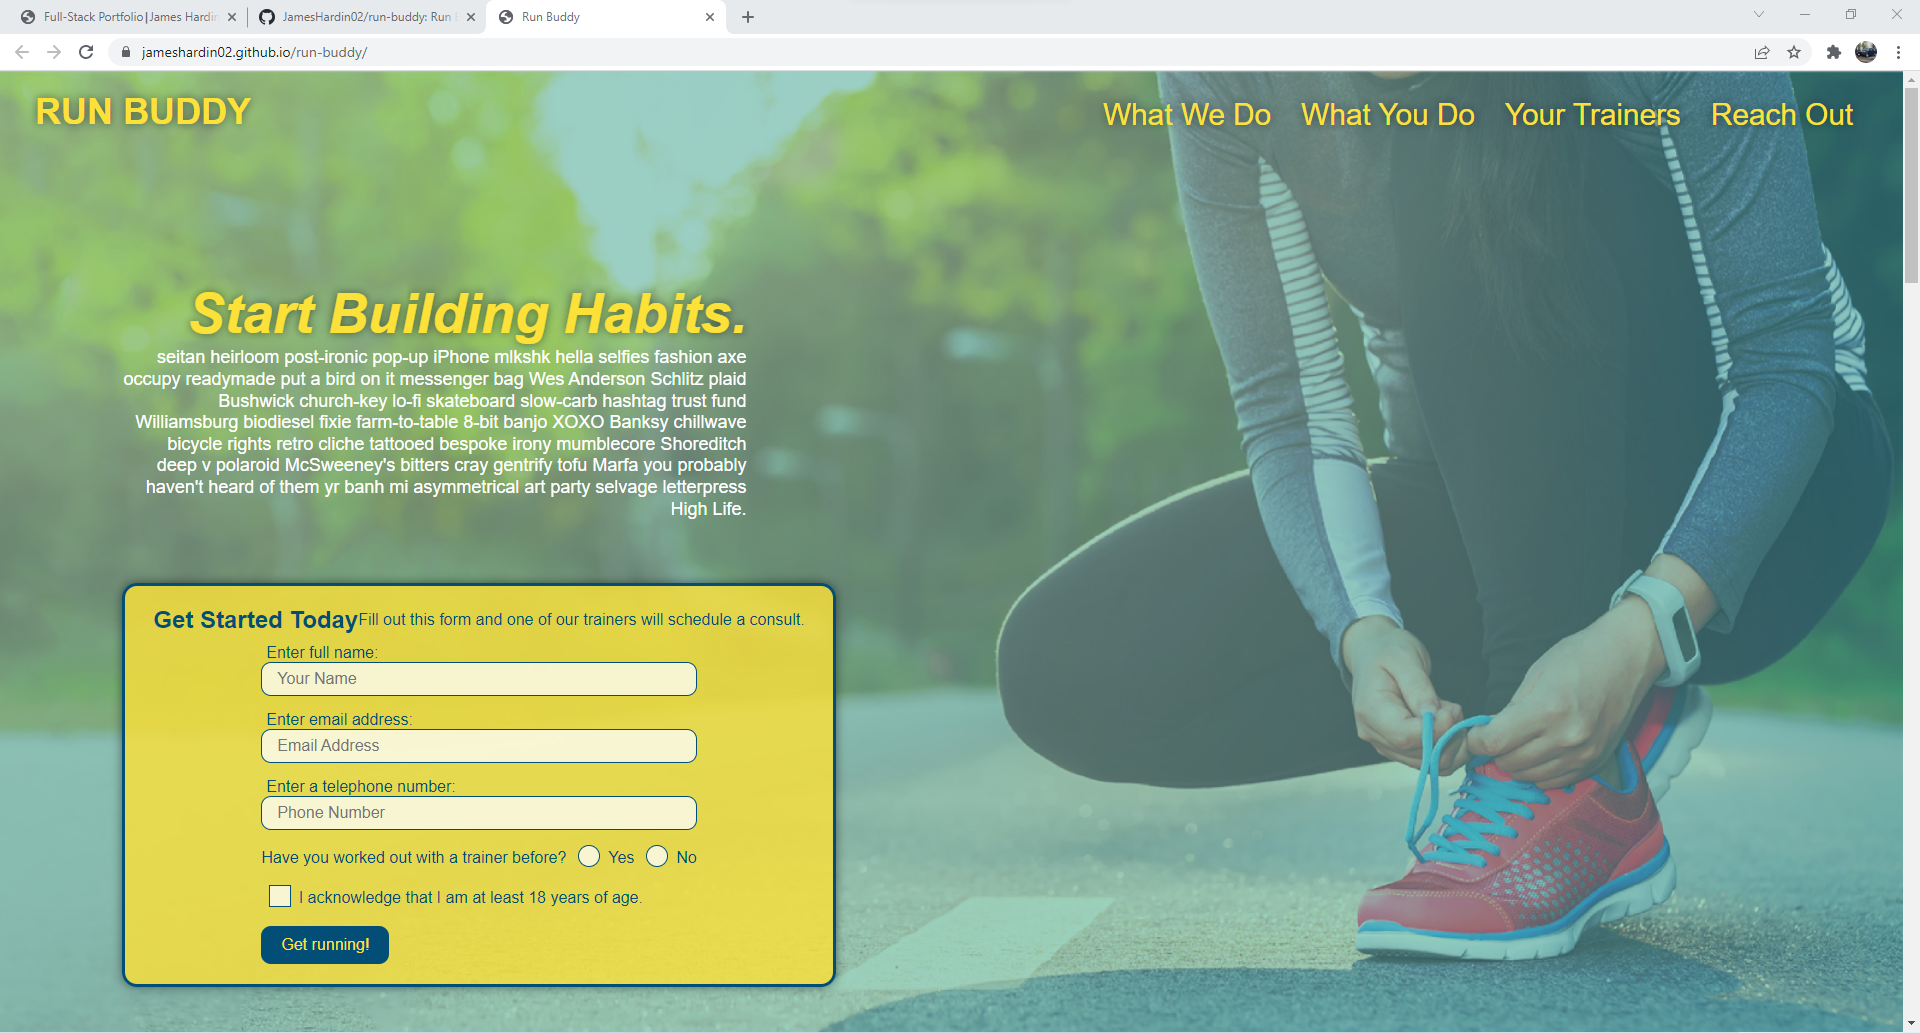 Full-Stack Portfolio|James Hardin
JamesHardin02/run-buddy: Run
Run Buddy
jameshardin02.github.io/run-buddy/
RUN BUDDY
What We Do
What You Do
Your Trainers
Reach Out
Start Building Habits.
seitan heirloom post-ironic pop-up iPhone mlkshk hella selfies fashion axe
occupy readymade put a bird on it messenger bag Wes Anderson Schlitz plaid
Bushwick church-key lo-fi skateboard slow-carb hashtag trust fund
Williamsburg biodiesel fixie farm-to-table 8-bit banjo XOXO Banksy chillwave
bicycle rights retro cliche tattooed bespoke irony mumblecore Shoreditch
deep v polaroid McSweeney's bitters cray gentrify tofu Marfa you probably
haven't heard of them yr banh mi asymmetrical art party selvage letterpress
High Life.
Get Started Today Fill out this form and one of our trainers will schedule a consult.
Enter full name:
Your Name
Enter email address:
Email Address
Enter a telephone number:
Phone Number
Have you worked out with a trainer before? Yes No
I acknowledge that I am at least 18 years of age.
Get running!